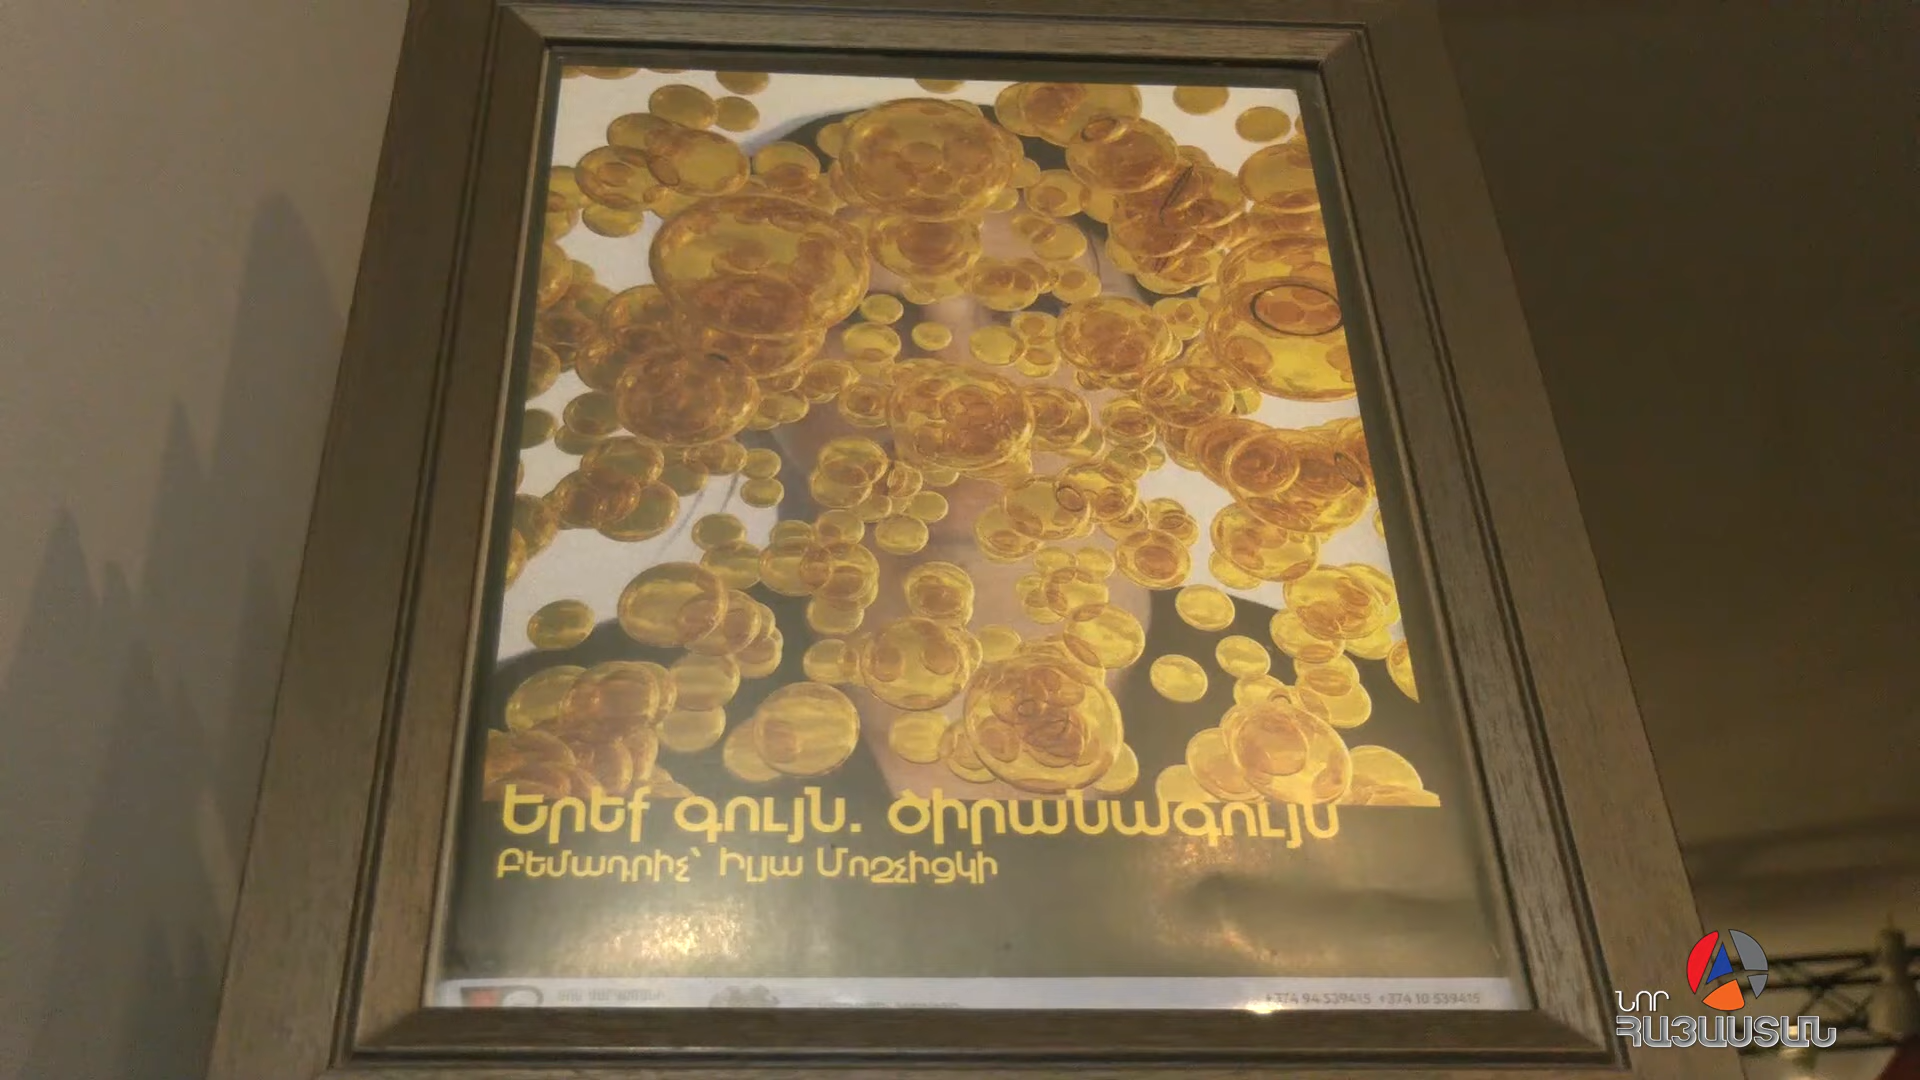 Երեք գույն. ծիրանագույն
Բեմադրիչ՝ Իլյա Մոշչիցկի
+374 94 539415 +374 10 539415
ՆՈՐ
ՀԱՅԱՍՏԱՆ